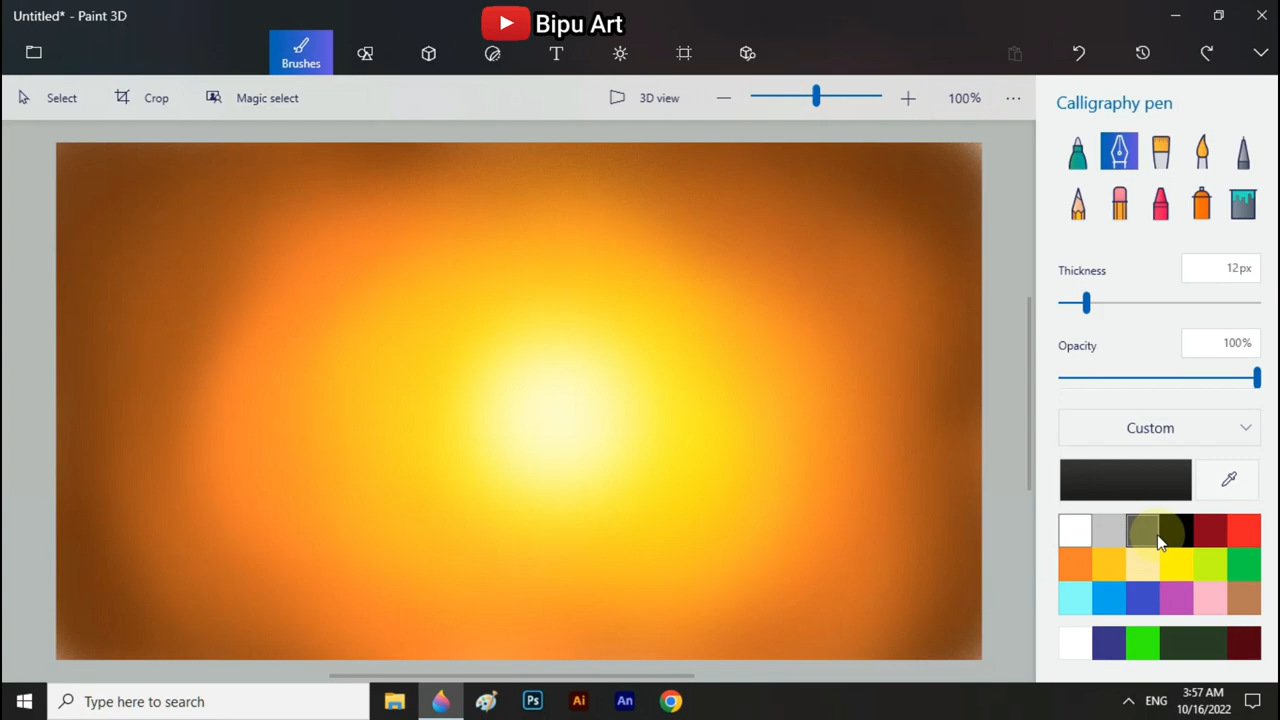 Untitled* - Paint 3D
Bipu Art
Brushes
T
Select
Crop
Magic select
3D view
100%
Calligraphy pen
Thickness
12px
Opacity
100%
Custom
Type here to search
Ps
Ai
An
ENG
3:57 AM
10/16/2022